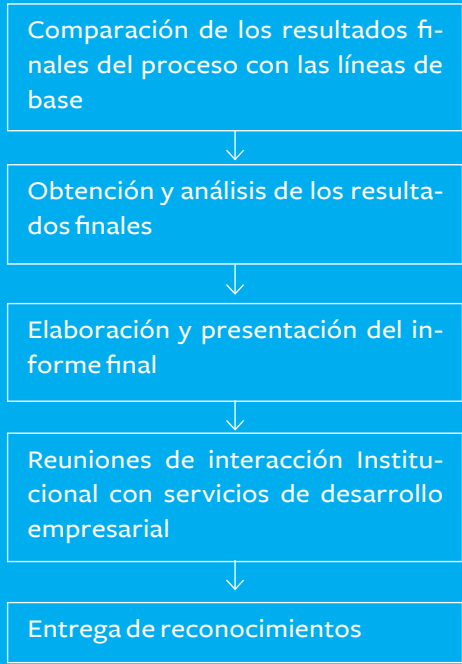 Comparación de los resultados fi-
nales del proceso con las líneas de
base
Obtención y análisis de los resulta-
dos finales
Elaboración y presentación del in-
forme final
Reuniones de interacción Institu-
cional con servicios de desarrollo
empresarial
Entrega de reconocimientos